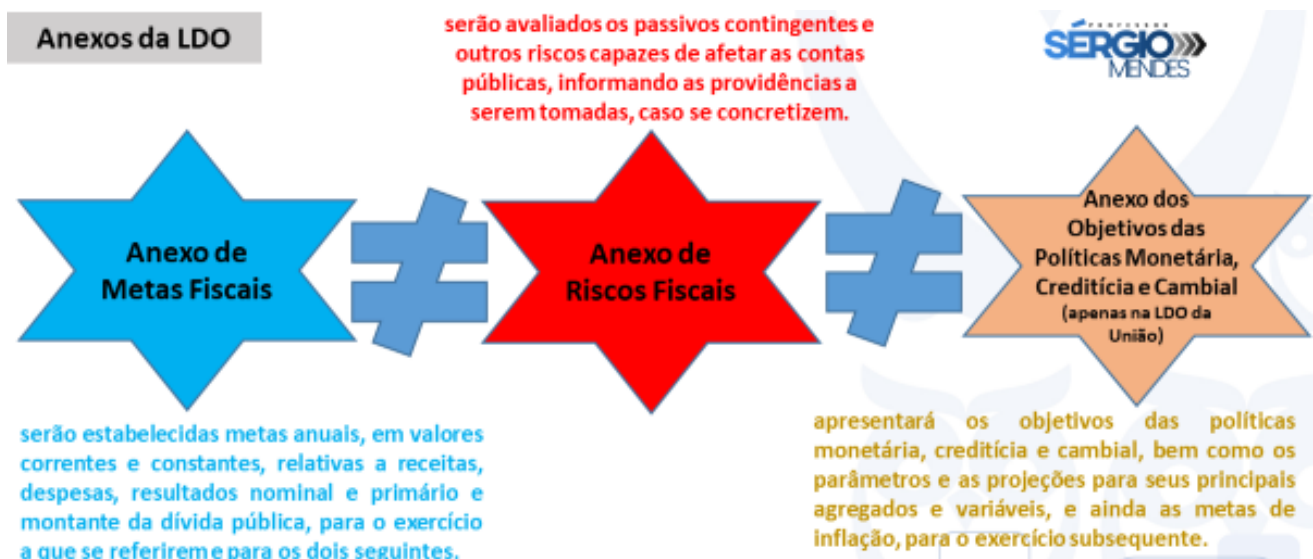 Anexos da LDO
serão avaliados os passivos contingentes e
outros riscos capazes de afetar as contas
públicas, informando as providências a
serem tomadas, caso se concretizem.
PROFESSOR
SÉRGIO
MENDES
Anexo de
Metas Fiscais
≠
Anexo de
Riscos Fiscais
≠
Anexo dos
Objetivos das
Políticas Monetária,
Creditícia e Cambial
(apenas na LDO da
União)
serão estabelecidas metas anuais, em valores
correntes e constantes, relativas a receitas,
despesas, resultados nominal e primário e
montante da dívida pública, para o exercício
a que se referirem e para os dois seguintes.
apresentará os objetivos das políticas
monetária, creditícia e cambial, bem como os
parâmetros e as projeções para seus principais
agregados e variáveis, e ainda as metas de
inflação, para o exercício subsequente.